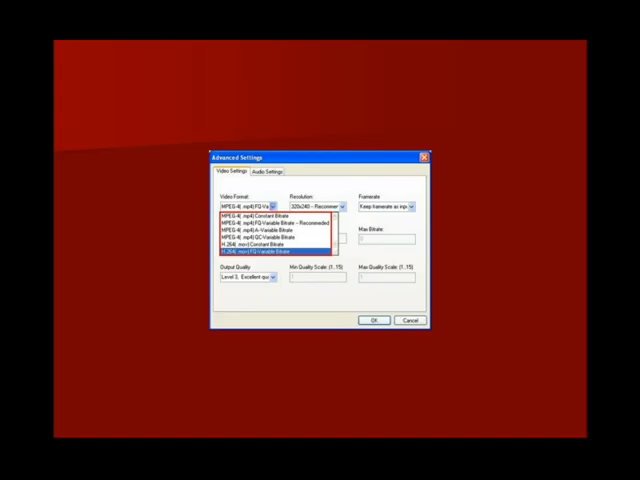 Advanced Settings
Video Settings Audio Settings
Video Format: Resolution: Framerate
MPEG-4( .mp4) FQ-Va 320x240 -- Recommen Keep framerate as inpu
MPEG-4( .mp4) Constant Bitrate
MPEG-4( .mp4) FQ-Variable Bitrate -- Recommeded
MPEG-4( .mp4) A-Variable Bitrate
MPEG-4( .mp4) QC-Variable Bitrate
H.264( .mov) Constant Bitrate
H.264( .mov) FQ-Variable Bitrate
Max Bitrate:
Output Quality Min Quality Scale: (1..15) Max Quality Scale: (1..15)
Level 3, Excellent qua
OK Cancel